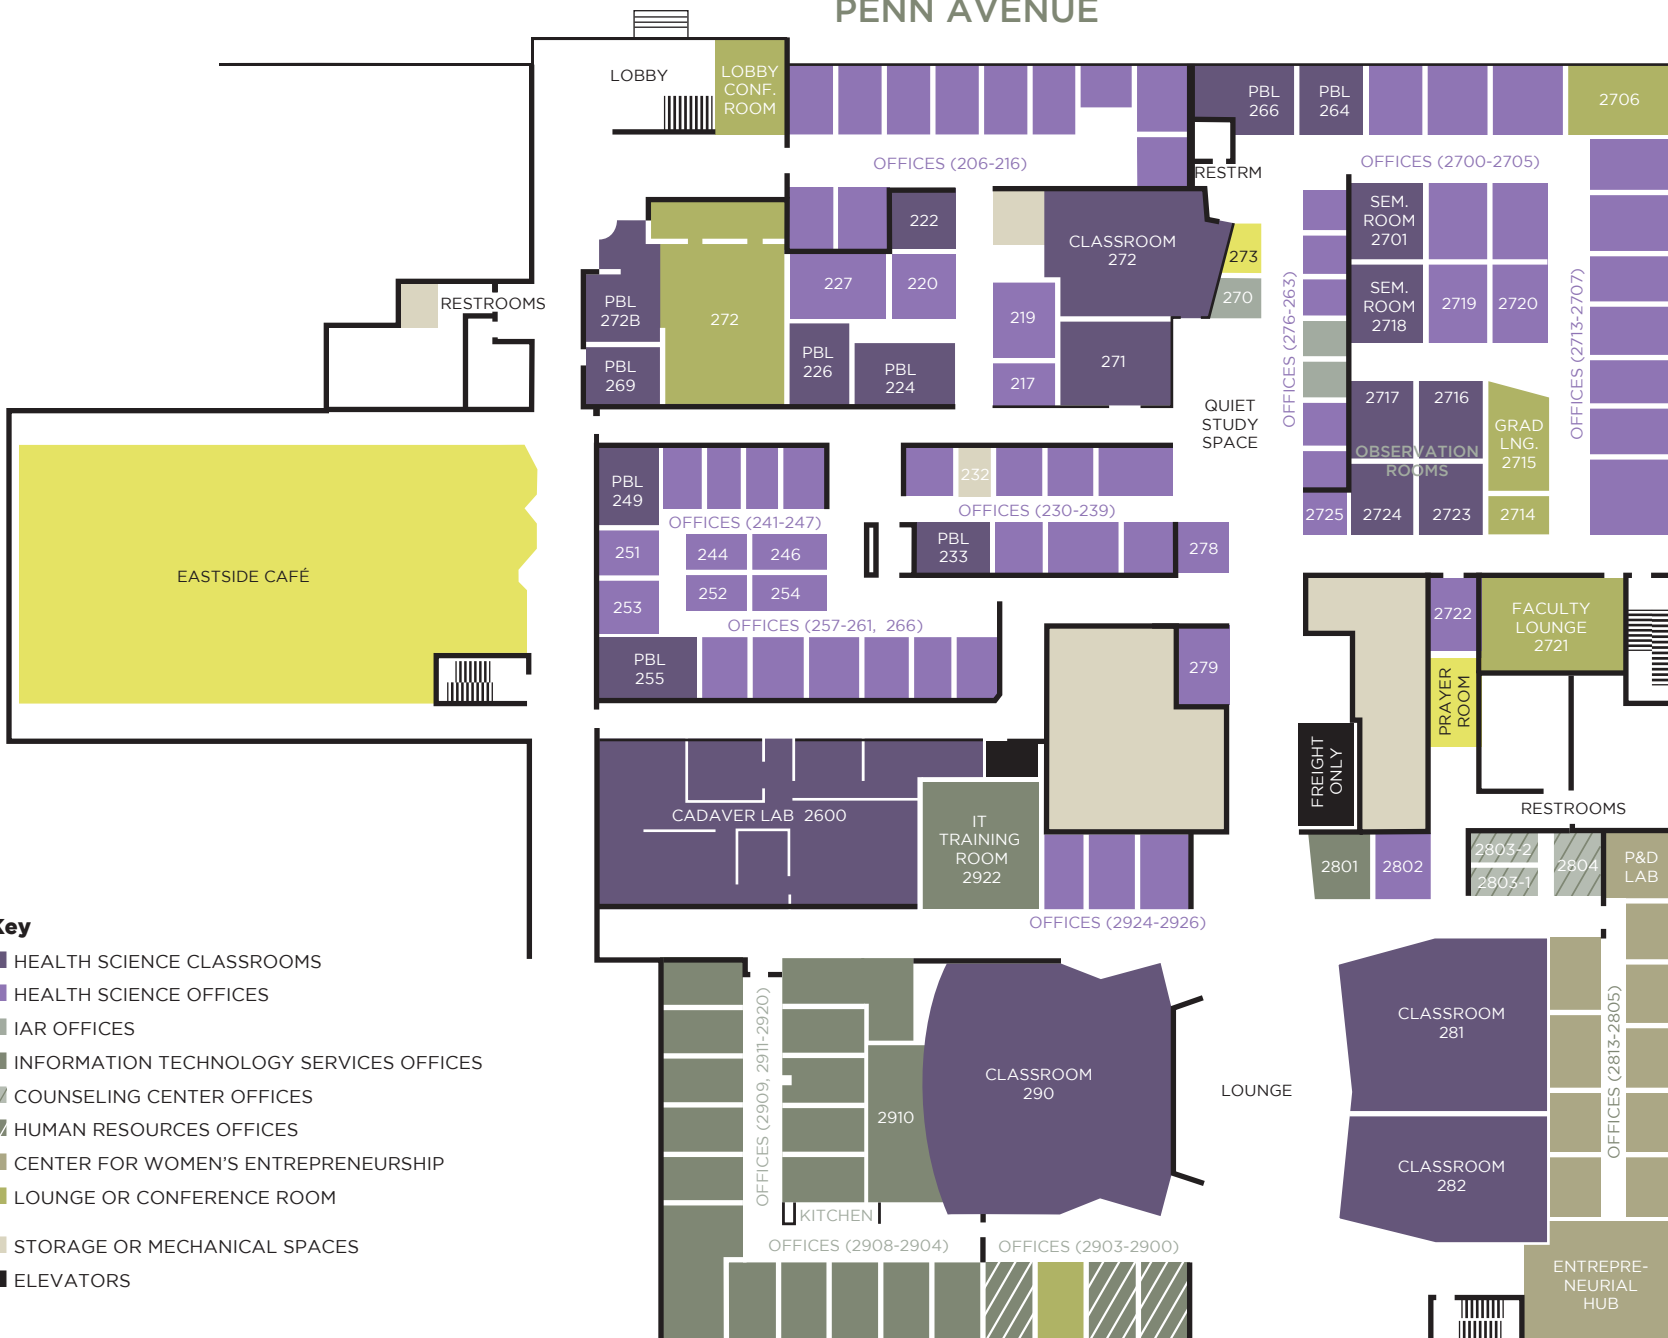 PENN AVENUE
LOBBY
LOBBY
CONF.
ROOM
PBL
266
PBL
264
2706
OFFICES (206-216)
RESTRM
OFFICES (2700-2705)
222
CLASSROOM
272
273
270
SEM.
ROOM
2701
RESTROOMS
PBL
272B
272
227
220
219
SEM.
ROOM
2718
2719
2720
OFFICES (276-263)
OFFICES (2713-2707)
PBL
269
PBL
226
PBL
224
217
271
QUIET
STUDY
SPACE
2717
2716
OBSERVATION
ROOMS
GRAD
LNG.
2715
2725
2724
2723
2714
EASTSIDE CAFÉ
PBL
249
OFFICES (241-247)
232
OFFICES (230-239)
251
244
246
PBL
233
278
253
252
254
OFFICES (257-261, 266)
PBL
255
279
2722
FACULTY
LOUNGE
2721
PRAYER
ROOM
FREIGHT
ONLY
RESTROOMS
CADAVER LAB 2600
IT
TRAINING
ROOM
2922
2801
2802
2803-2
2803-1
2804
P&D
LAB
OFFICES (2924-2926)
Key
HEALTH SCIENCE CLASSROOMS
HEALTH SCIENCE OFFICES
IAR OFFICES
INFORMATION TECHNOLOGY SERVICES OFFICES
COUNSELING CENTER OFFICES
HUMAN RESOURCES OFFICES
CENTER FOR WOMEN'S ENTREPRENEURSHIP
LOUNGE OR CONFERENCE ROOM
STORAGE OR MECHANICAL SPACES
ELEVATORS
OFFICES (2909, 2911-2920)
2910
CLASSROOM
290
LOUNGE
CLASSROOM
281
OFFICES (2813-2805)
CLASSROOM
282
KITCHEN
OFFICES (2908-2904)
OFFICES (2903-2900)
ENTREPRE-
NEURIAL
HUB